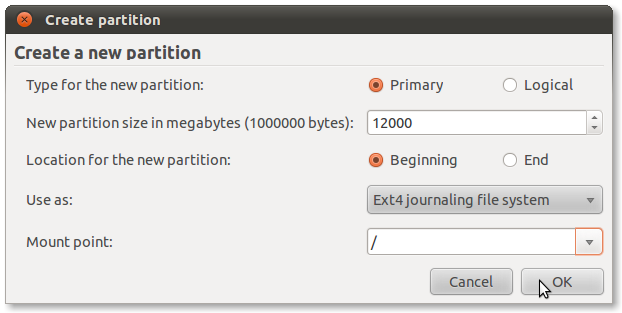 Create partition
Create a new partition
Type for the new partition: Primary Logical
New partition size in megabytes (1000000 bytes): 12000
Location for the new partition: Beginning End
Use as: Ext4 journaling file system
Mount point: /
Cancel OK